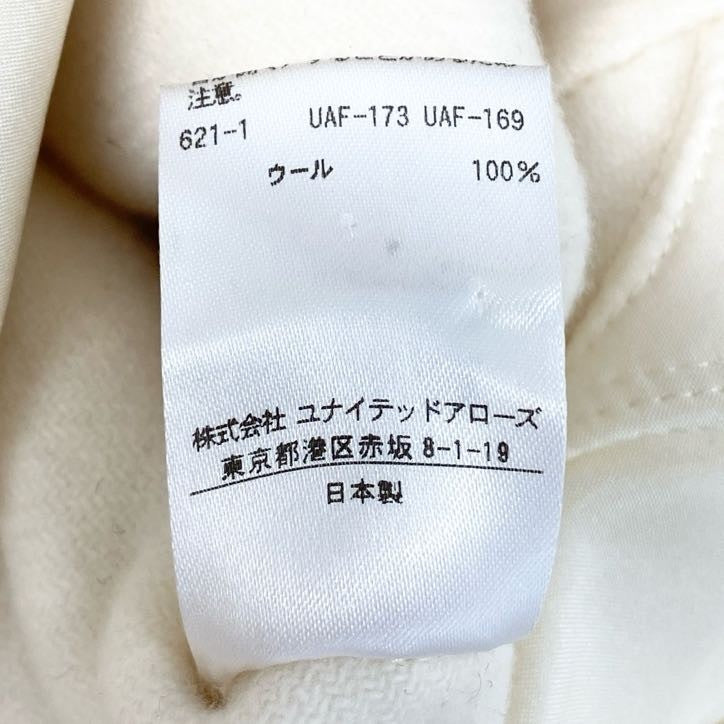 注意。
621-1 UAF-173 UAF-169
ウール 100%
株式会社 ユナイテッドアローズ
東京都港区赤坂 8-1-19
日本製